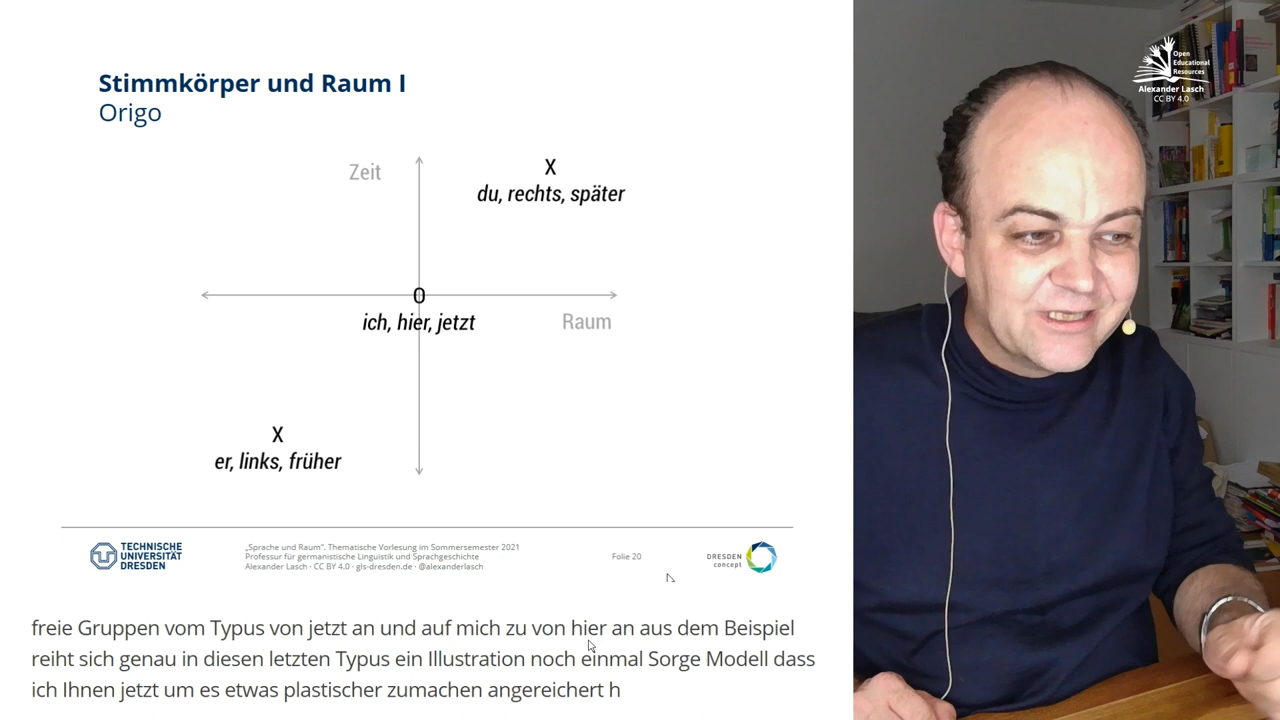 Stimmkörper und Raum I
Origo
Zeit
X
du, rechts, später
O
ich, hier, jetzt
Raum
X
er, links, früher
TECHNISCHE
UNIVERSITÄT
DRESDEN
„Sprache und Raum“. Thematische Vorlesung im Sommersemester 2021
Professur für germanistische Linguistik und Sprachgeschichte
Alexander Lasch · CC BY 4.0 · gls-dresden.de · @alexanderlasch
Folie 20
DRESDEN
concept
freie Gruppen vom Typus von jetzt an und auf mich zu von hier an aus dem Beispiel
reiht sich genau in diesen letzten Typus ein Illustration noch einmal Sorge Modell dass
ich Ihnen jetzt um es etwas plastischer zumachen angereichert h
Open
Educational
Resources
Alexander Lasch
CC BY 4.0